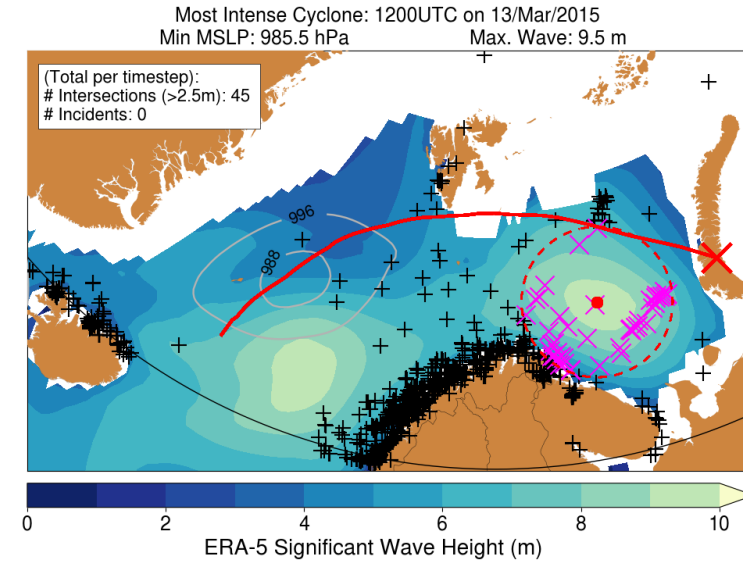 Most Intense Cyclone: 1200UTC on 13/Mar/2015
Min MSLP: 985.5 hPa Max. Wave: 9.5 m
(Total per timestep):
# Intersections (>2.5m): 45
# Incidents: 0
996
988
0 2 4 6 8 10
ERA-5 Significant Wave Height (m)